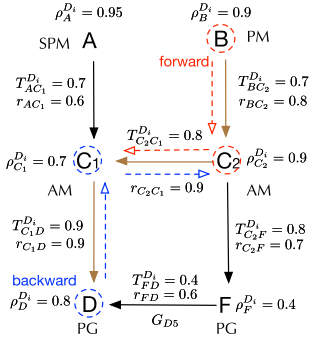 ρ_A^{D_i} = 0.95
ρ_B^{D_i} = 0.9
SPM A
B PM
forward
T_{AC_1}^{D_i} = 0.7
r_{AC_1} = 0.6
T_{BC_2}^{D_i} = 0.7
r_{BC_2} = 0.8
T_{C_2C_1}^{D_i} = 0.8
ρ_{C_1}^{D_i} = 0.7
C_1
C_2
ρ_{C_2}^{D_i} = 0.9
AM
r_{C_2C_1} = 0.9
AM
T_{C_1D}^{D_i} = 0.9
r_{C_1D} = 0.9
T_{C_2F}^{D_i} = 0.8
r_{C_2F} = 0.7
backward
T_{FD}^{D_i} = 0.4
r_{FD} = 0.6
ρ_D^{D_i} = 0.8
D
F
ρ_F^{D_i} = 0.4
PG
G_{D5}
PG